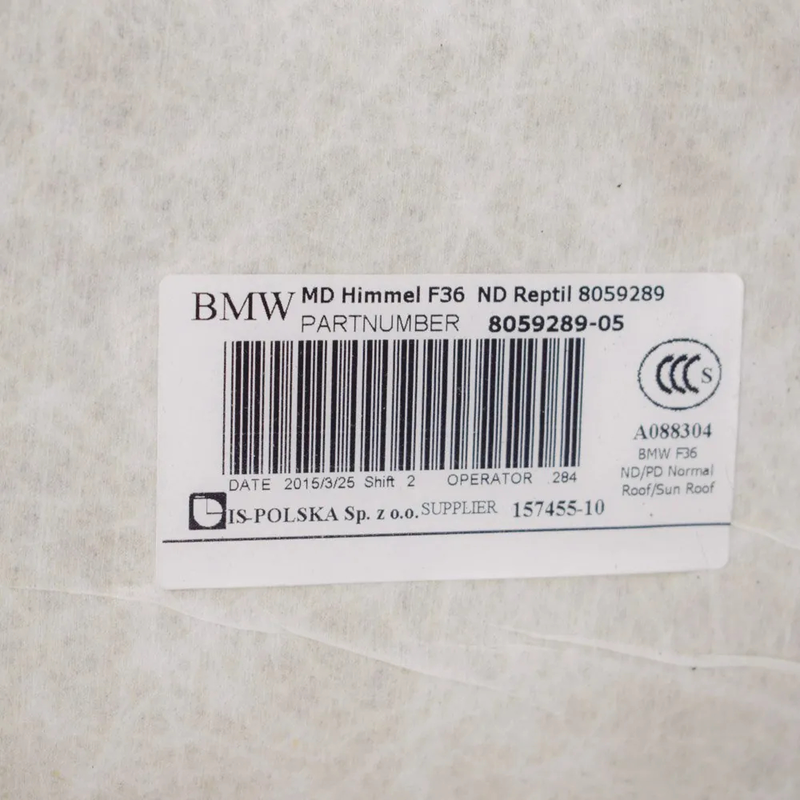 BMW MD Himmel F36 ND Reptil 8059289
PARTNUMBER 8059289-05
CCC S
A088304
BMW F36
ND/PD Normal
Roof/Sun Roof
DATE 2015/3/25 Shift 2 OPERATOR 284
IS-POLSKA Sp. z o.o. SUPPLIER 157455-10